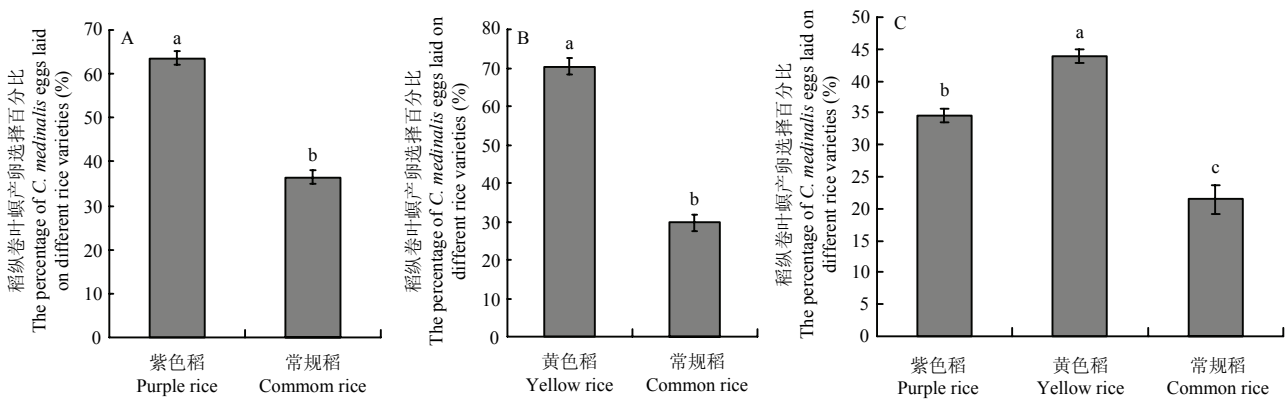 稻纵卷叶螟产卵选择百分比
The percentage of C. medinalis eggs laid
on different rice varieties (%)
70
60
50
40
30
20
10
0
A
a
b
紫色稻
Purple rice
常规稻
Commom rice
稻纵卷叶螟产卵选择百分比
The percentage of C. medinalis eggs laid on
different rice varieties (%)
80
70
60
50
40
30
20
10
0
B
a
b
黄色稻
Yellow rice
常规稻
Common rice
稻纵卷叶螟产卵选择百分比
The percentage of C. medinalis eggs laid on
different rice varieties (%)
50
45
40
35
30
25
20
15
10
5
0
C
b
a
c
紫色稻
Purple rice
黄色稻
Yellow rice
常规稻
Common rice